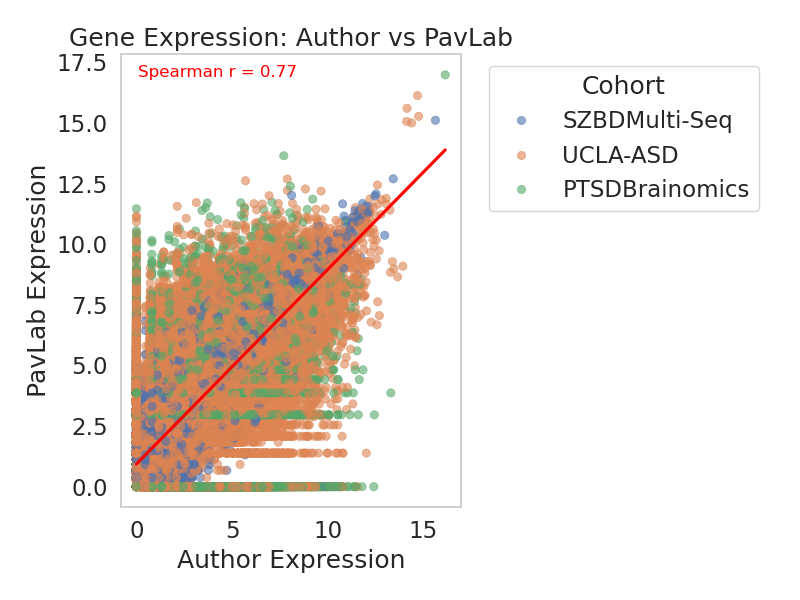 Gene Expression: Author vs PavLab
Spearman r = 0.77
17.5
15.0
12.5
10.0
7.5
5.0
2.5
0.0
PavLab Expression
0 5 10 15
Author Expression
Cohort
SZBDMulti-Seq
UCLA-ASD
PTSDBrainomics